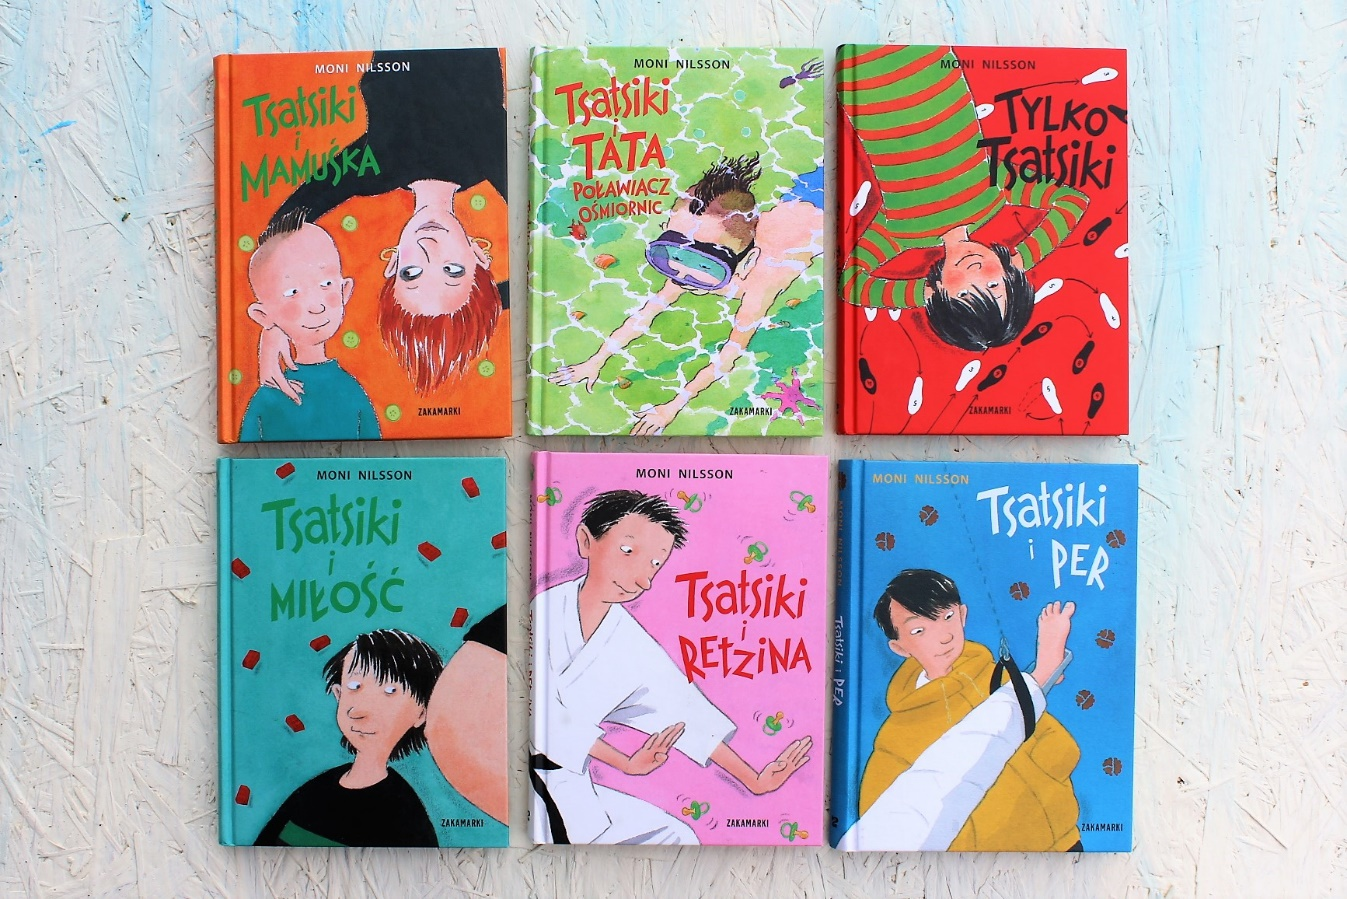 MONI NILSSON
Tsatsiki
i
MAMUŚKA
ZAKAMARKI
MONI NILSSON
Tsatsiki
i
TATA
POŁAWIACZ
OŚMIORNIC
ZAKAMARKI
MONI NILSSON
TYLKO
Tsatsiki
ZAKAMARKI
MONI NILSSON
Tsatsiki
i
MIŁOŚĆ
ZAKAMARKI
MONI NILSSON
Tsatsiki
i
RETZINA
ZAKAMARKI
MONI NILSSON
Tsatsiki
i PER
Tsatsiki i PER
ZAKAMARKI